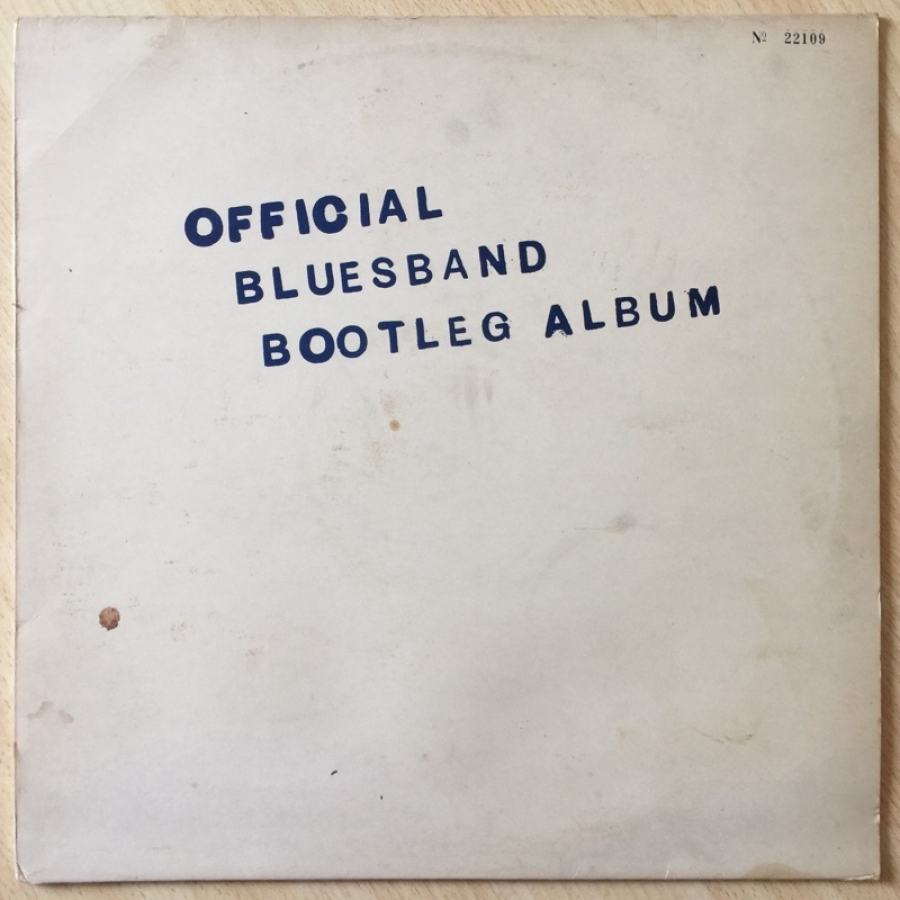 Nº 22109
OFFICIAL
BLUESBAND
BOOTLEG ALBUM